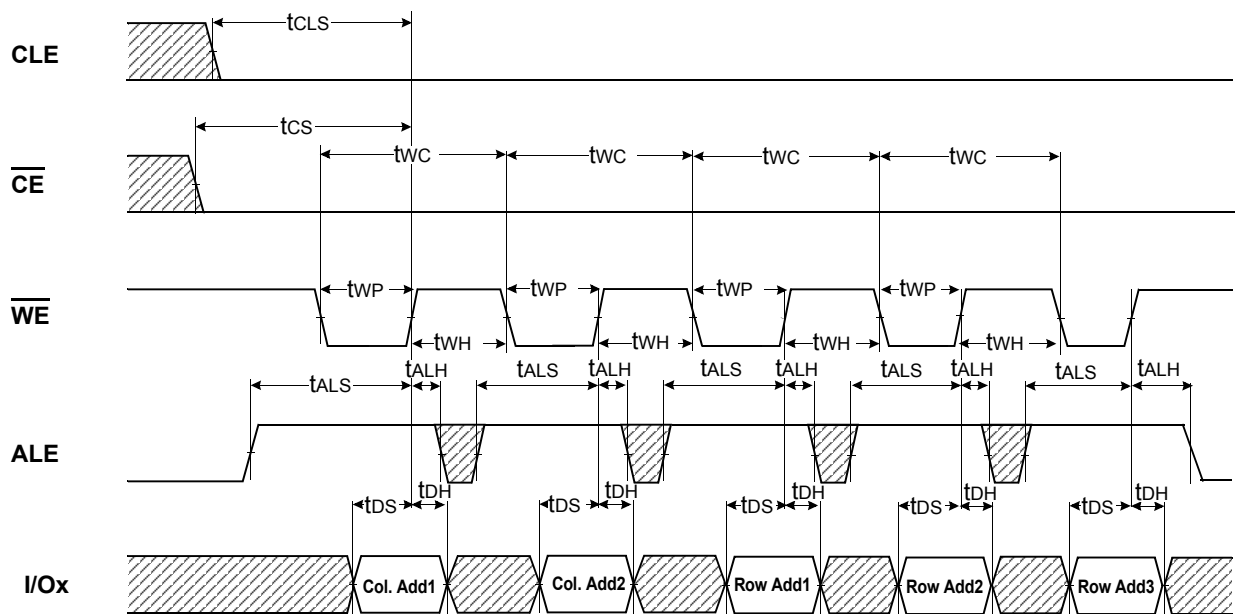 CLE
tCLS
tCS
CE
tWC tWC tWC tWC
WE
tWP tWP tWP tWP
tWH tWH tWH tWH
tALS tALH tALS tALH tALS tALH tALS tALH tALS tALH
ALE
tDS tDH tDS tDH tDS tDH tDS tDH tDS tDH
I/Ox Col. Add1 Col. Add2 Row Add1 Row Add2 Row Add3